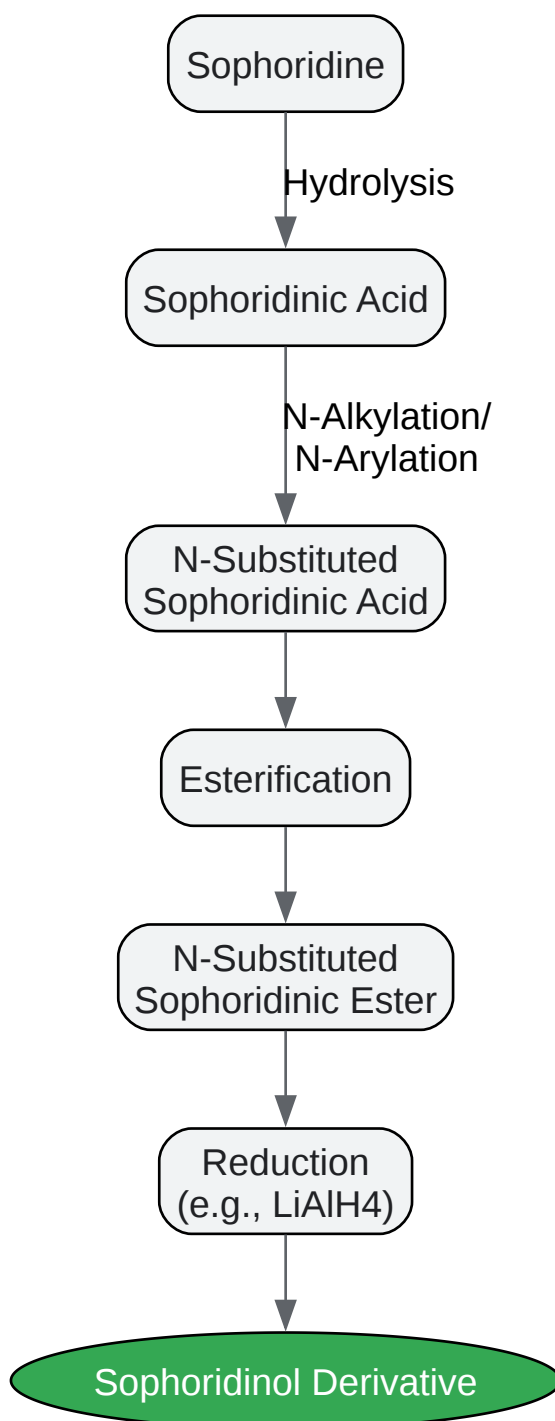 Sophoridine
Hydrolysis
Sophoridinic Acid
N-Alkylation/
N-Arylation
N-Substituted
Sophoridinic Acid
Esterification
N-Substituted
Sophoridinic Ester
Reduction
(e.g., LiAlH4)
Sophoridinol Derivative